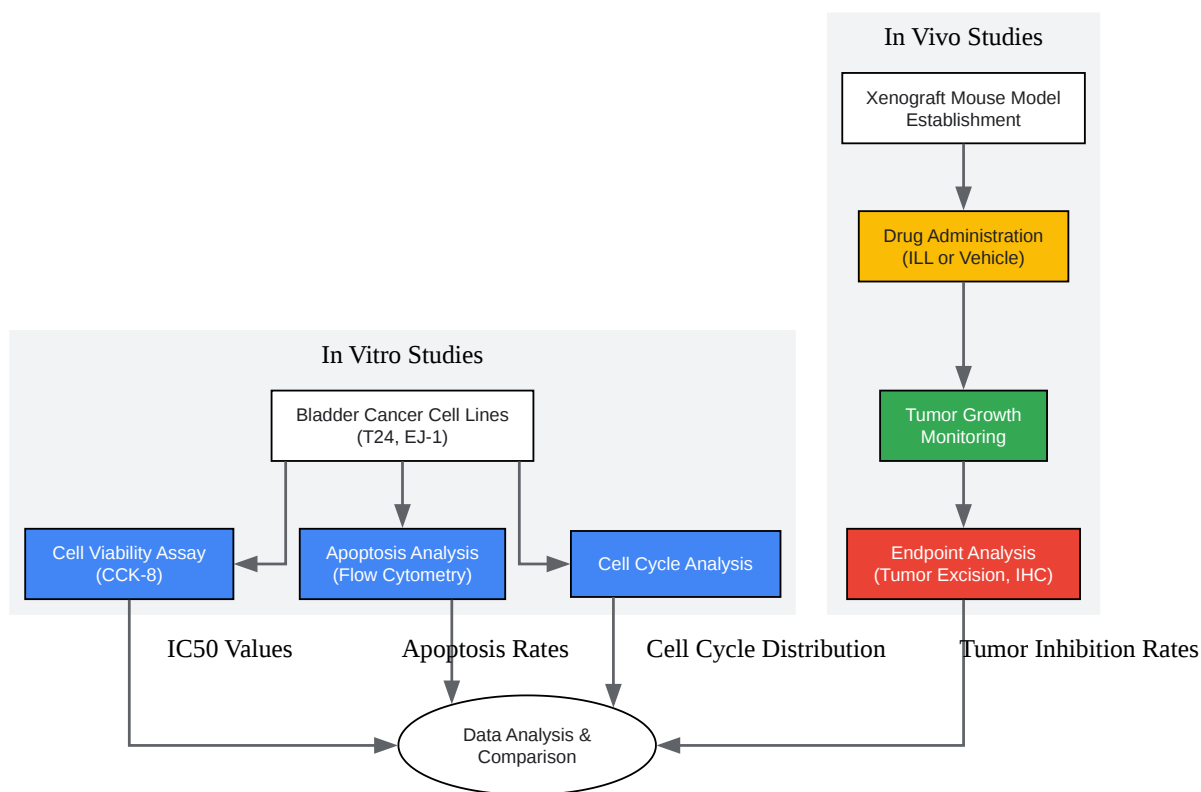 In Vivo Studies
Xenograft Mouse Model
Establishment
Drug Administration
(ILL or Vehicle)
Tumor Growth
Monitoring
Endpoint Analysis
(Tumor Excision, IHC)
In Vitro Studies
Bladder Cancer Cell Lines
(T24, EJ-1)
Cell Viability Assay
(CCK-8)
Apoptosis Analysis
(Flow Cytometry)
Cell Cycle Analysis
IC50 Values
Apoptosis Rates
Cell Cycle Distribution
Tumor Inhibition Rates
Data Analysis &
Comparison